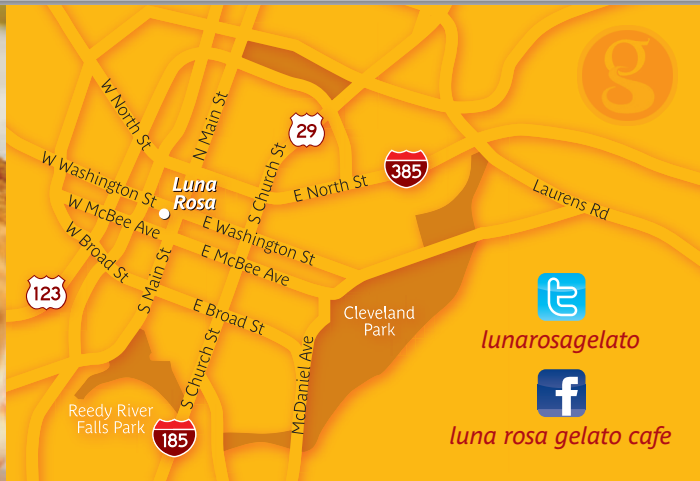 g
W North St
N Main St
29
385
W Washington St
Luna
Rosa
S Church St
E North St
Laurens Rd
W McBee Ave
E Washington St
W Broad St
E McBee Ave
S Main St
123
E Broad St
Cleveland
Park
t
lunarosagelato
S Church St
McDaniel Ave
f
Reedy River
Falls Park
185
luna rosa gelato cafe